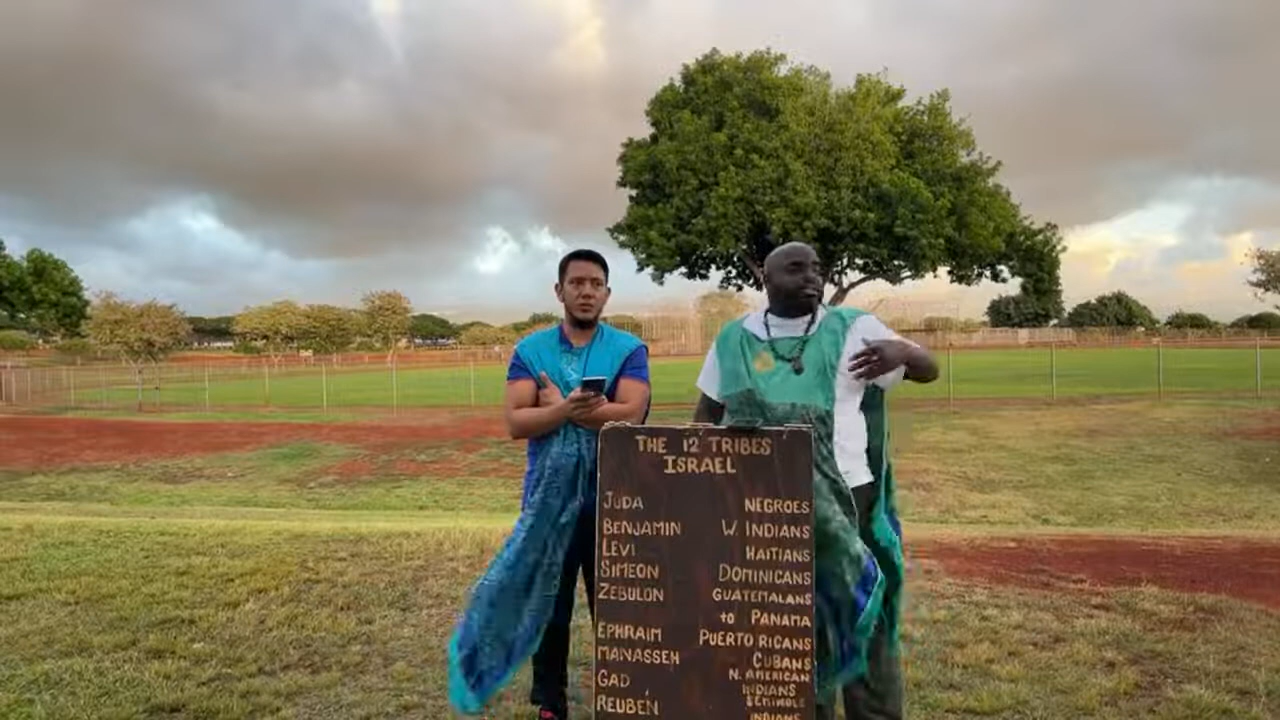 THE 12 TRIBES
ISRAEL
JUDA NEGROES
BENJAMIN W. INDIANS
LEVI HAITIANS
SIMEON DOMINICANS
ZEBULON GUATEMALANS
to PANAMA
EPHRAIM PUERTO RICANS
MANASSEH CUBANS
GAD N. AMERICAN
INDIANS
REUBEN SEMINOLE
INDIANS